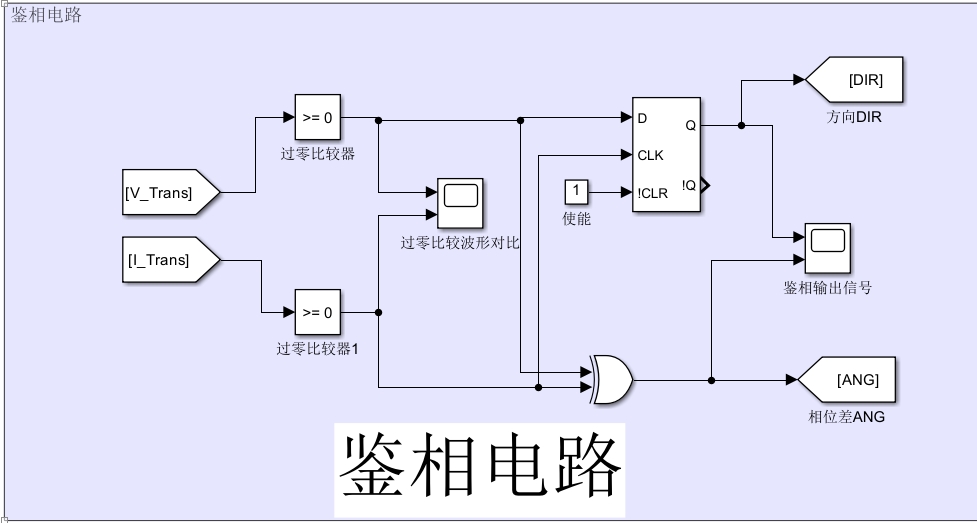 鉴相电路
[V_Trans]
[I_Trans]
>= 0
过零比较器
>= 0
过零比较器1
过零比较波形对比
1
使能
D
CLK
!CLR
Q
!Q
[DIR]
方向DIR
鉴相输出信号
[ANG]
相位差ANG
鉴相电路